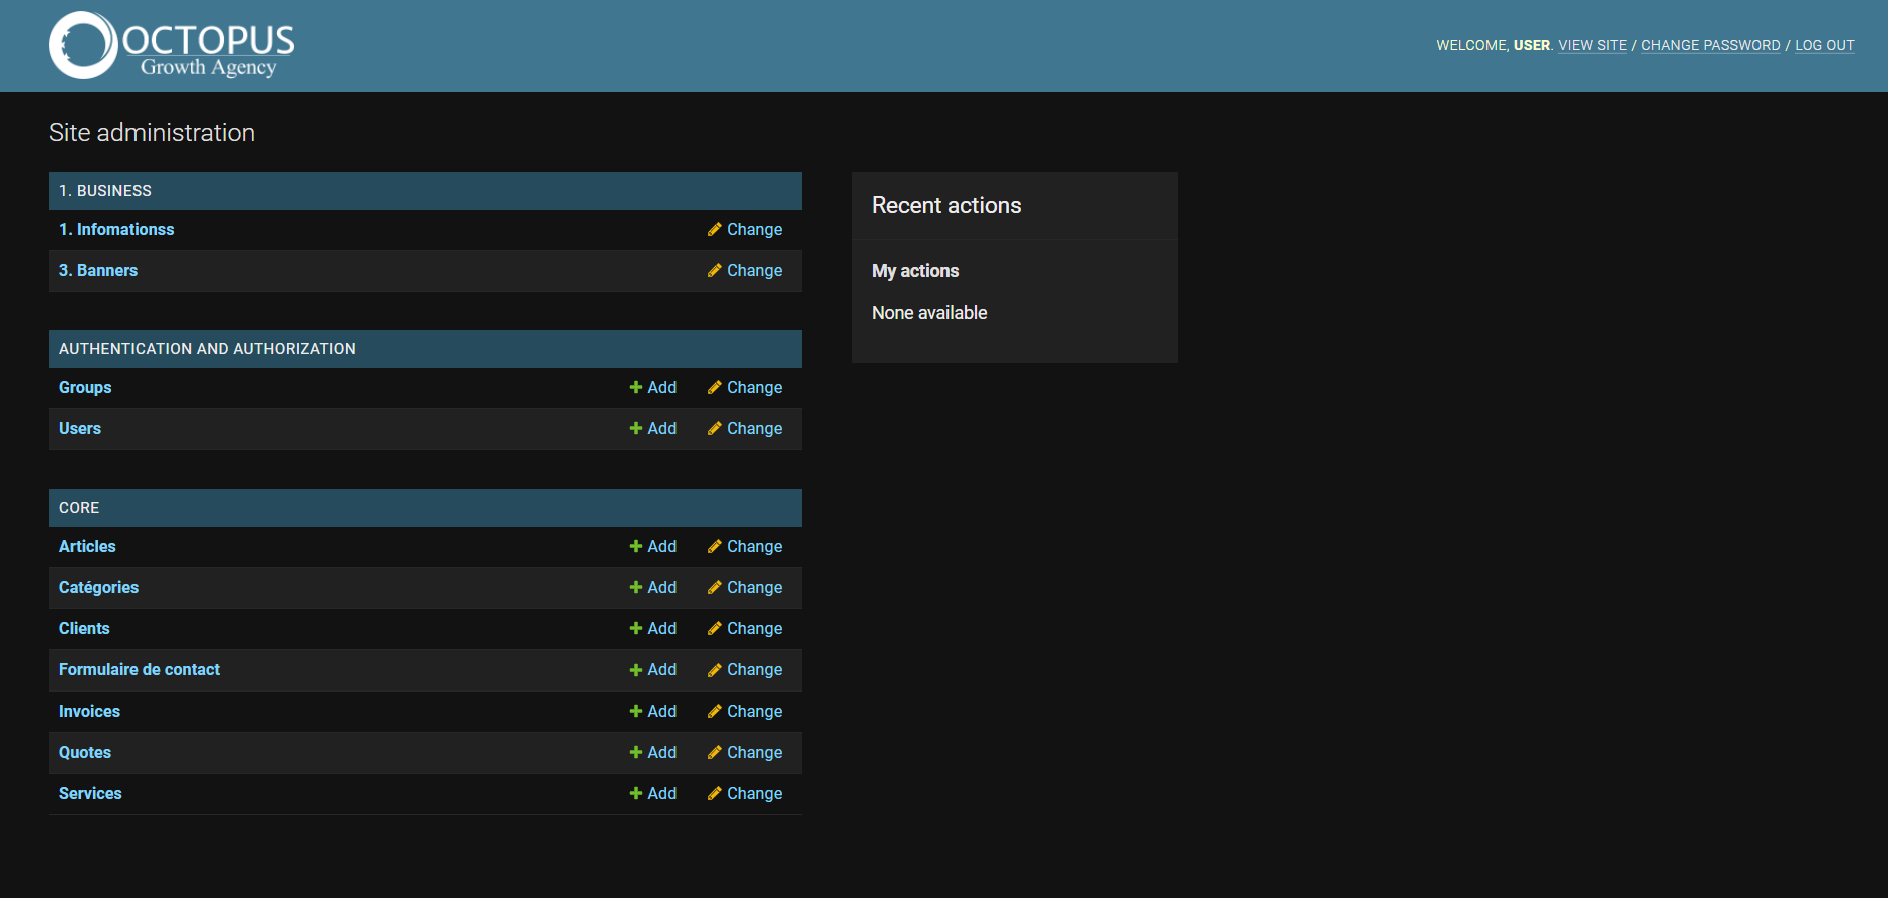 OCTOPUS
Growth Agency
WELCOME, USER. VIEW SITE / CHANGE PASSWORD / LOG OUT
Site administration
1. BUSINESS
1. Infomationss Change
3. Banners Change
AUTHENTICATION AND AUTHORIZATION
Groups Add Change
Users Add Change
CORE
Articles Add Change
Catégories Add Change
Clients Add Change
Formulaire de contact Add Change
Invoices Add Change
Quotes Add Change
Services Add Change
Recent actions
My actions
None available